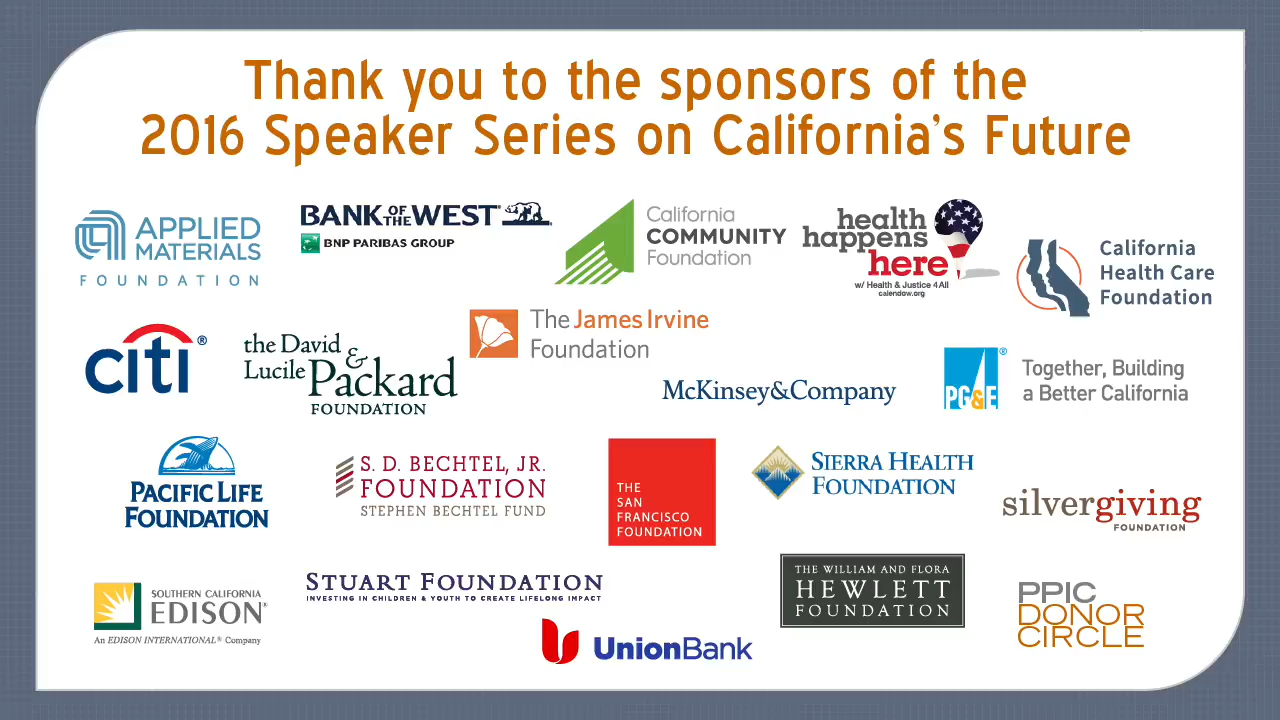 Thank you to the sponsors of the
2016 Speaker Series on California's Future
APPLIED
MATERIALS
FOUNDATION
BANK OF THE WEST
BNP PARIBAS GROUP
California
COMMUNITY
Foundation
health
happens
here
w/ Health & Justice 4 All
calendow.org
California
Health Care
Foundation
citi®
the David &
Lucile Packard
FOUNDATION
The James Irvine
Foundation
McKinsey&Company
PG&E®
Together, Building
a Better California
PACIFIC LIFE
FOUNDATION
S. D. BECHTEL, JR.
FOUNDATION
STEPHEN BECHTEL FUND
THE
SAN
FRANCISCO
FOUNDATION
SIERRA HEALTH
FOUNDATION
silvergiving
FOUNDATION
SOUTHERN CALIFORNIA
EDISON®
An EDISON INTERNATIONAL® Company
STUART FOUNDATION
INVESTING IN CHILDREN & YOUTH TO CREATE LIFELONG IMPACT
UnionBank
THE WILLIAM AND FLORA
HEWLETT
FOUNDATION
PPIC
DONOR
CIRCLE